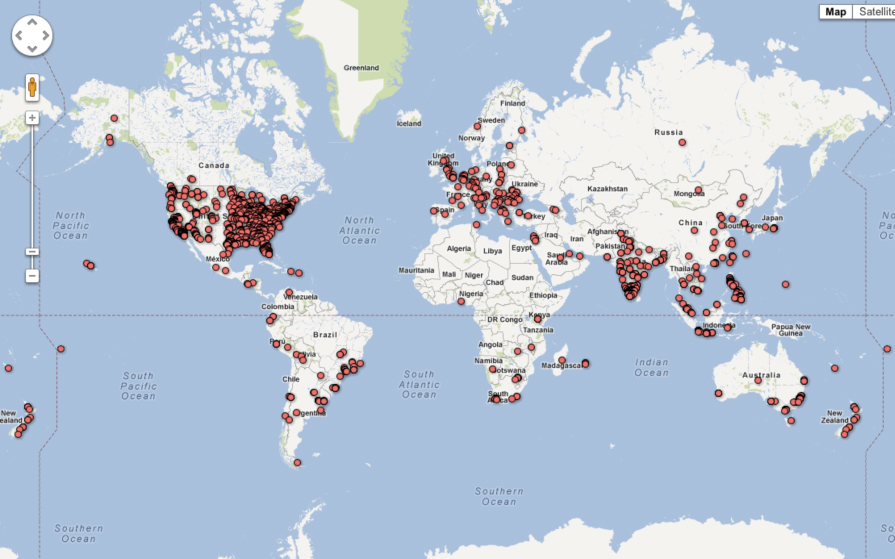 Map
Satellite
Greenland
Iceland
Finland
Sweden
Norway
Russia
United
Kingdom
Poland
Canada
Ukraine
France
Kazakhstan
Mongolia
North
Pacific
Ocean
North
Atlantic
Ocean
Spain
Turkey
China
South Korea
Japan
Afghanistan
Iraq
Iran
Pakistan
Algeria
Libya
Egypt
Saudi
Arabia
México
Mauritania
Mali
Niger
Chad
Sudan
Thailand
Nigeria
Ethiopia
Venezuela
Colombia
DR Congo
Kenya
Tanzania
Indonesia
Papua New
Guinea
Brazil
Perú
Bolivia
Angola
Namibia
Botswana
Madagascar
Indian
Ocean
South
Pacific
Ocean
South
Atlantic
Ocean
Chile
Australia
South
Africa
Argentina
New
Zealand
New
Zealand
Southern
Ocean
Southern
Ocean